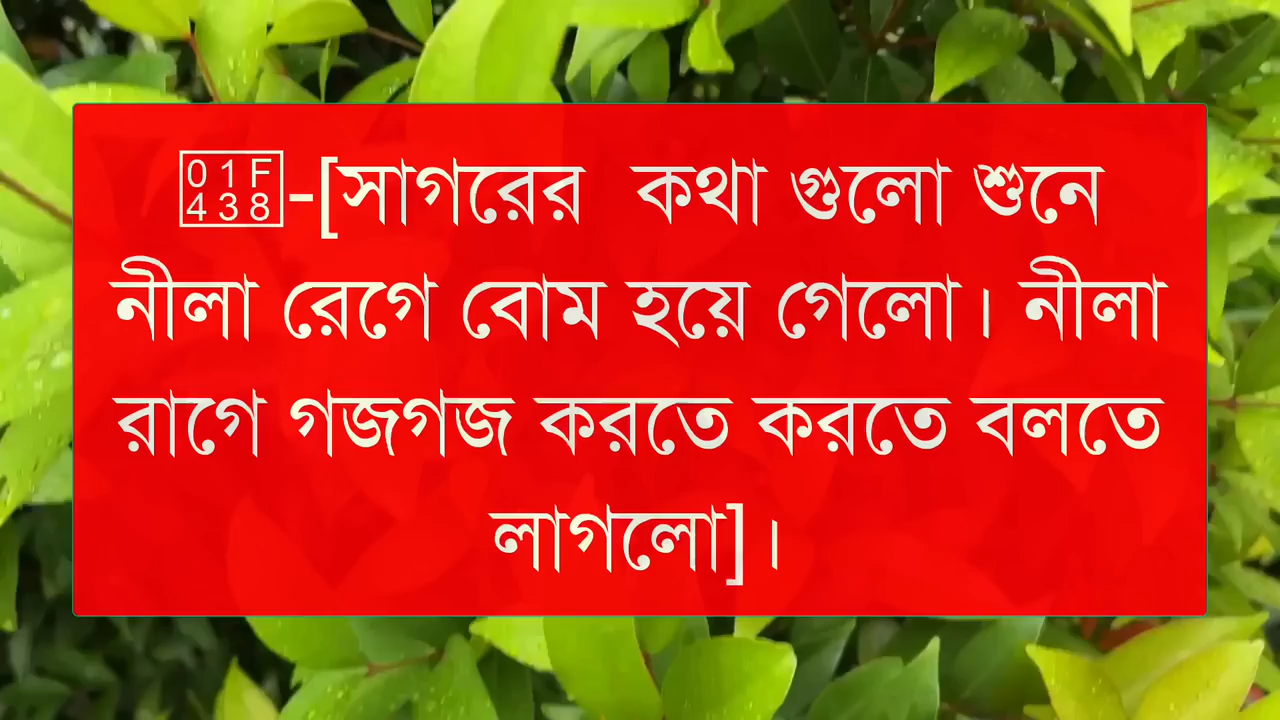 🐸-[সাগরের  কথা গুলো শুনে
নীলা রেগে বোম হয়ে গেলো। নীলা
রাগে গজগজ করতে করতে বলতে
লাগলো]।